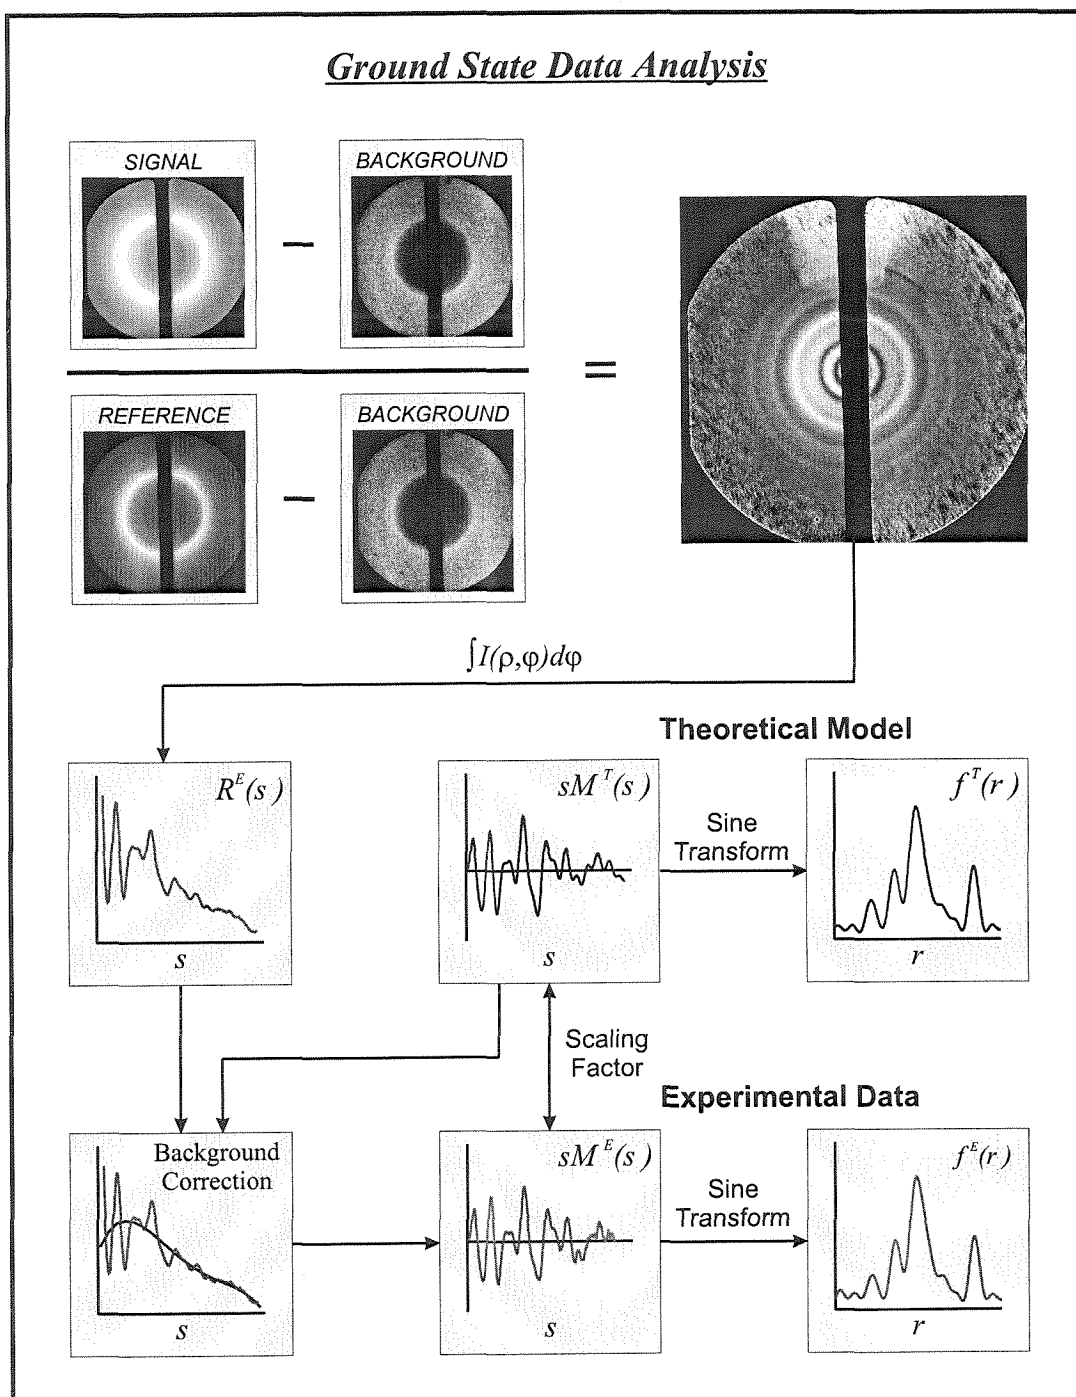 Ground State Data Analysis
SIGNAL
−
BACKGROUND
=
REFERENCE
−
BACKGROUND
∫I(ρ,φ)dφ
Theoretical Model
R^E(s)
s
sM^T(s)
s
Sine
Transform
f^T(r)
r
Scaling
Factor
Experimental Data
Background
Correction
s
sM^E(s)
s
Sine
Transform
f^E(r)
r